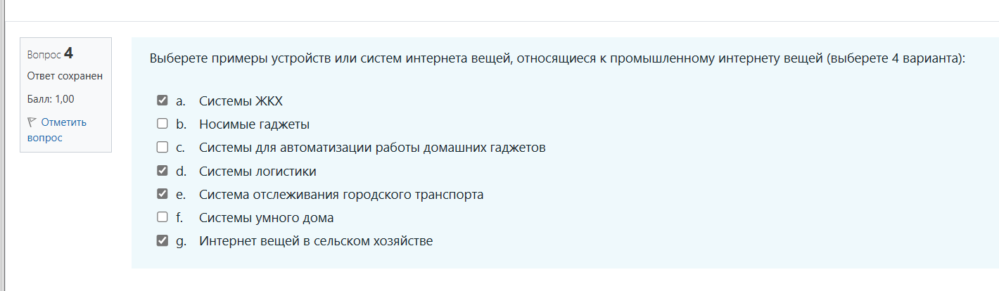 Вопрос 4
Ответ сохранен
Балл: 1,00
Отметить
вопрос
Выберете примеры устройств или систем интернета вещей, относящиеся к промышленному интернету вещей (выберете 4 варианта):
a. Системы ЖКХ
b. Носимые гаджеты
c. Системы для автоматизации работы домашних гаджетов
d. Системы логистики
e. Система отслеживания городского транспорта
f. Системы умного дома
g. Интернет вещей в сельском хозяйстве